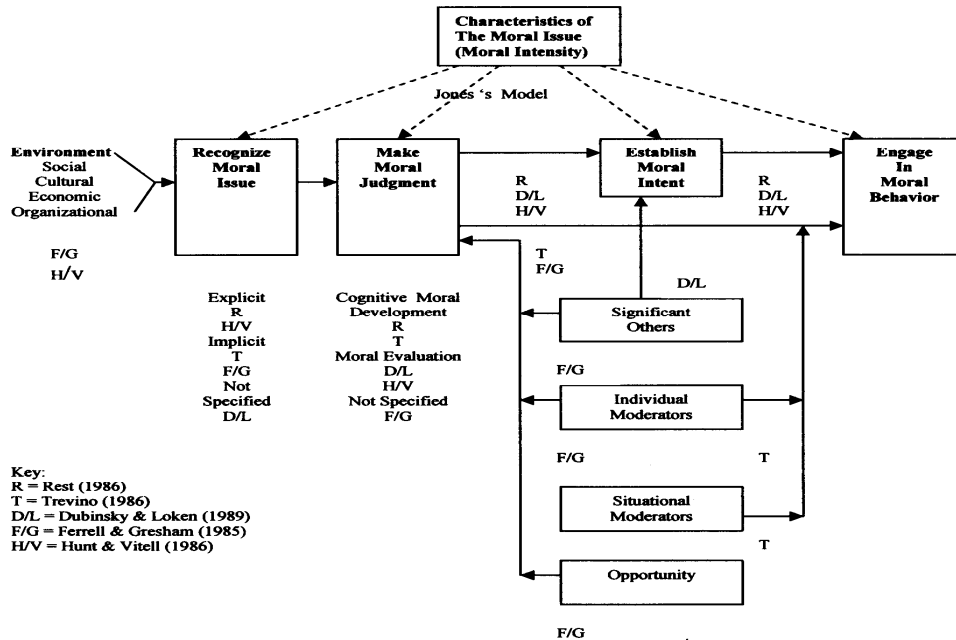 Characteristics of
The Moral Issue
(Moral Intensity)
Jones 's Model
Environment
Social
Cultural
Economic
Organizational
F/G
H/V
Recognize
Moral
Issue
Make
Moral
Judgment
Establish
Moral
Intent
Engage
In
Moral
Behavior
R
D/L
H/V
R
D/L
H/V
T
F/G
D/L
Explicit
R
H/V
Implicit
T
F/G
Not
Specified
D/L
Cognitive Moral
Development
R
T
Moral Evaluation
D/L
H/V
Not Specified
F/G
Significant
Others
F/G
Individual
Moderators
F/G
T
Situational
Moderators
T
Opportunity
F/G
Key:
R = Rest (1986)
T = Trevino (1986)
D/L = Dubinsky & Loken (1989)
F/G = Ferrell & Gresham (1985)
H/V = Hunt & Vitell (1986)